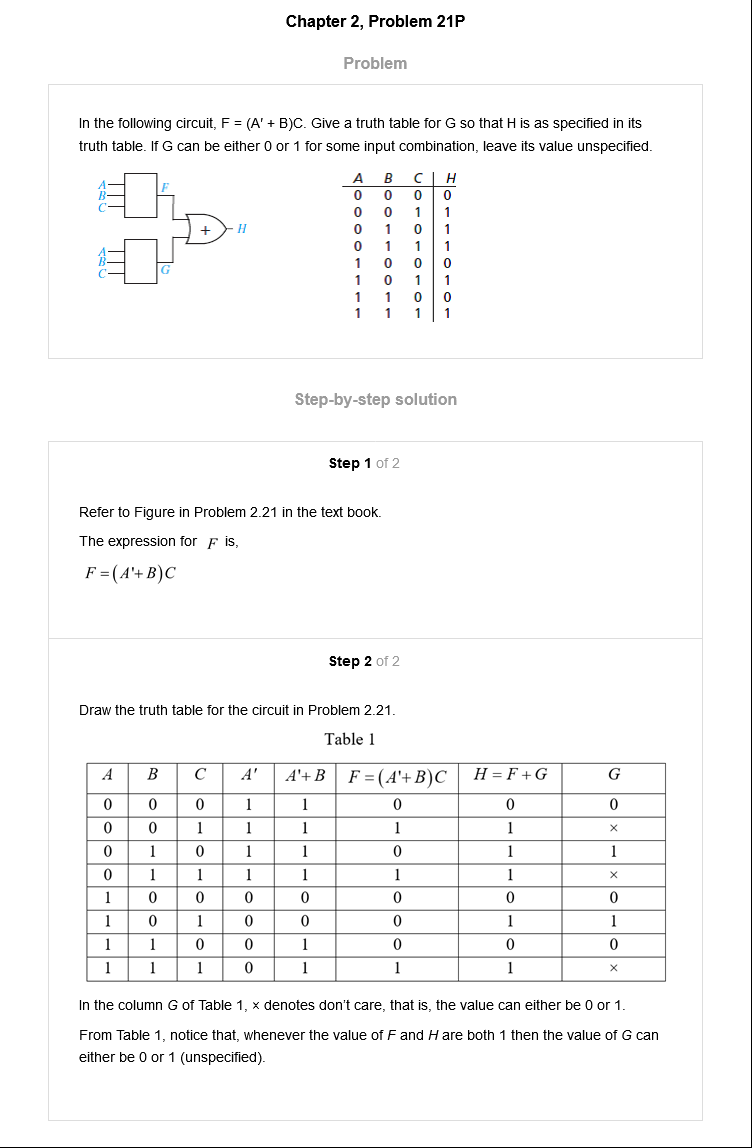 Chapter 2, Problem 21P
Problem
In the following circuit, F = (A' + B)C. Give a truth table for G so that H is as specified in its
truth table. If G can be either 0 or 1 for some input combination, leave its value unspecified.
A
B
C
F
+
H
A
B
C
G
A B C H
0 0 0 0
0 0 1 1
0 1 0 1
0 1 1 1
1 0 0 0
1 0 1 1
1 1 0 0
1 1 1 1
Step-by-step solution
Step 1 of 2
Refer to Figure in Problem 2.21 in the text book.
The expression for F is,
F = (A'+ B)C
Step 2 of 2
Draw the truth table for the circuit in Problem 2.21.
Table 1
A B C A' A'+ B F = (A'+ B)C H = F + G G
0 0 0 1 1 0 0 0
0 0 1 1 1 1 1 ×
0 1 0 1 1 0 1 1
0 1 1 1 1 1 1 ×
1 0 0 0 0 0 0 0
1 0 1 0 0 0 1 1
1 1 0 0 1 0 0 0
1 1 1 0 1 1 1 ×
In the column G of Table 1, × denotes don't care, that is, the value can either be 0 or 1.
From Table 1, notice that, whenever the value of F and H are both 1 then the value of G can
either be 0 or 1 (unspecified).